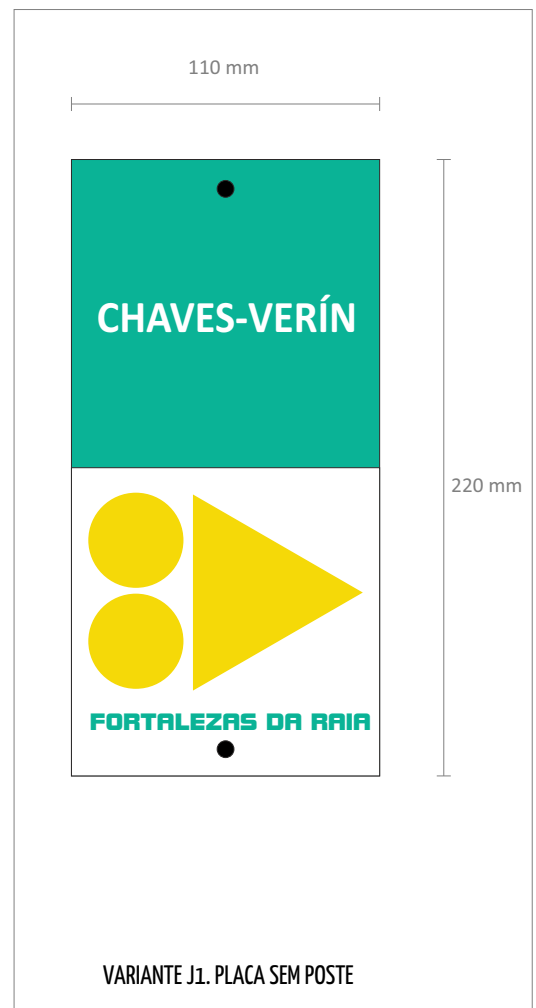 110 mm
CHAVES-VERÍN
220 mm
FORTALEZAS DA RAIA
VARIANTE J1. PLACA SEM POSTE